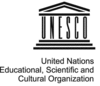 UNESCO
United Nations
Educational, Scientific and
Cultural Organization